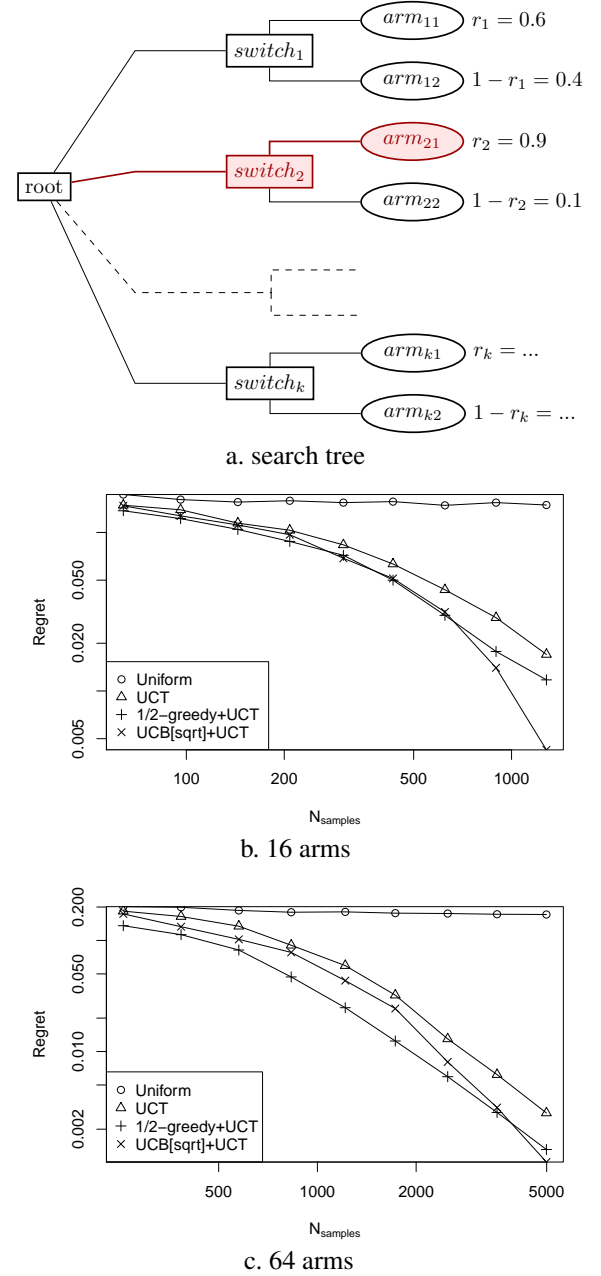 arm₁₁ r₁ = 0.6
switch₁
arm₁₂ 1 − r₁ = 0.4
arm₂₁ r₂ = 0.9
root switch₂
arm₂₂ 1 − r₂ = 0.1
armₖ₁ rₖ = ...
switchₖ
armₖ₂ 1 − rₖ = ...
a. search tree
Regret
0.050
0.020
0.005
Uniform
UCT
1/2−greedy+UCT
UCB[sqrt]+UCT
100 200 500 1000
N_samples
b. 16 arms
Regret
0.200
0.050
0.010
0.002
Uniform
UCT
1/2−greedy+UCT
UCB[sqrt]+UCT
500 1000 2000 5000
N_samples
c. 64 arms